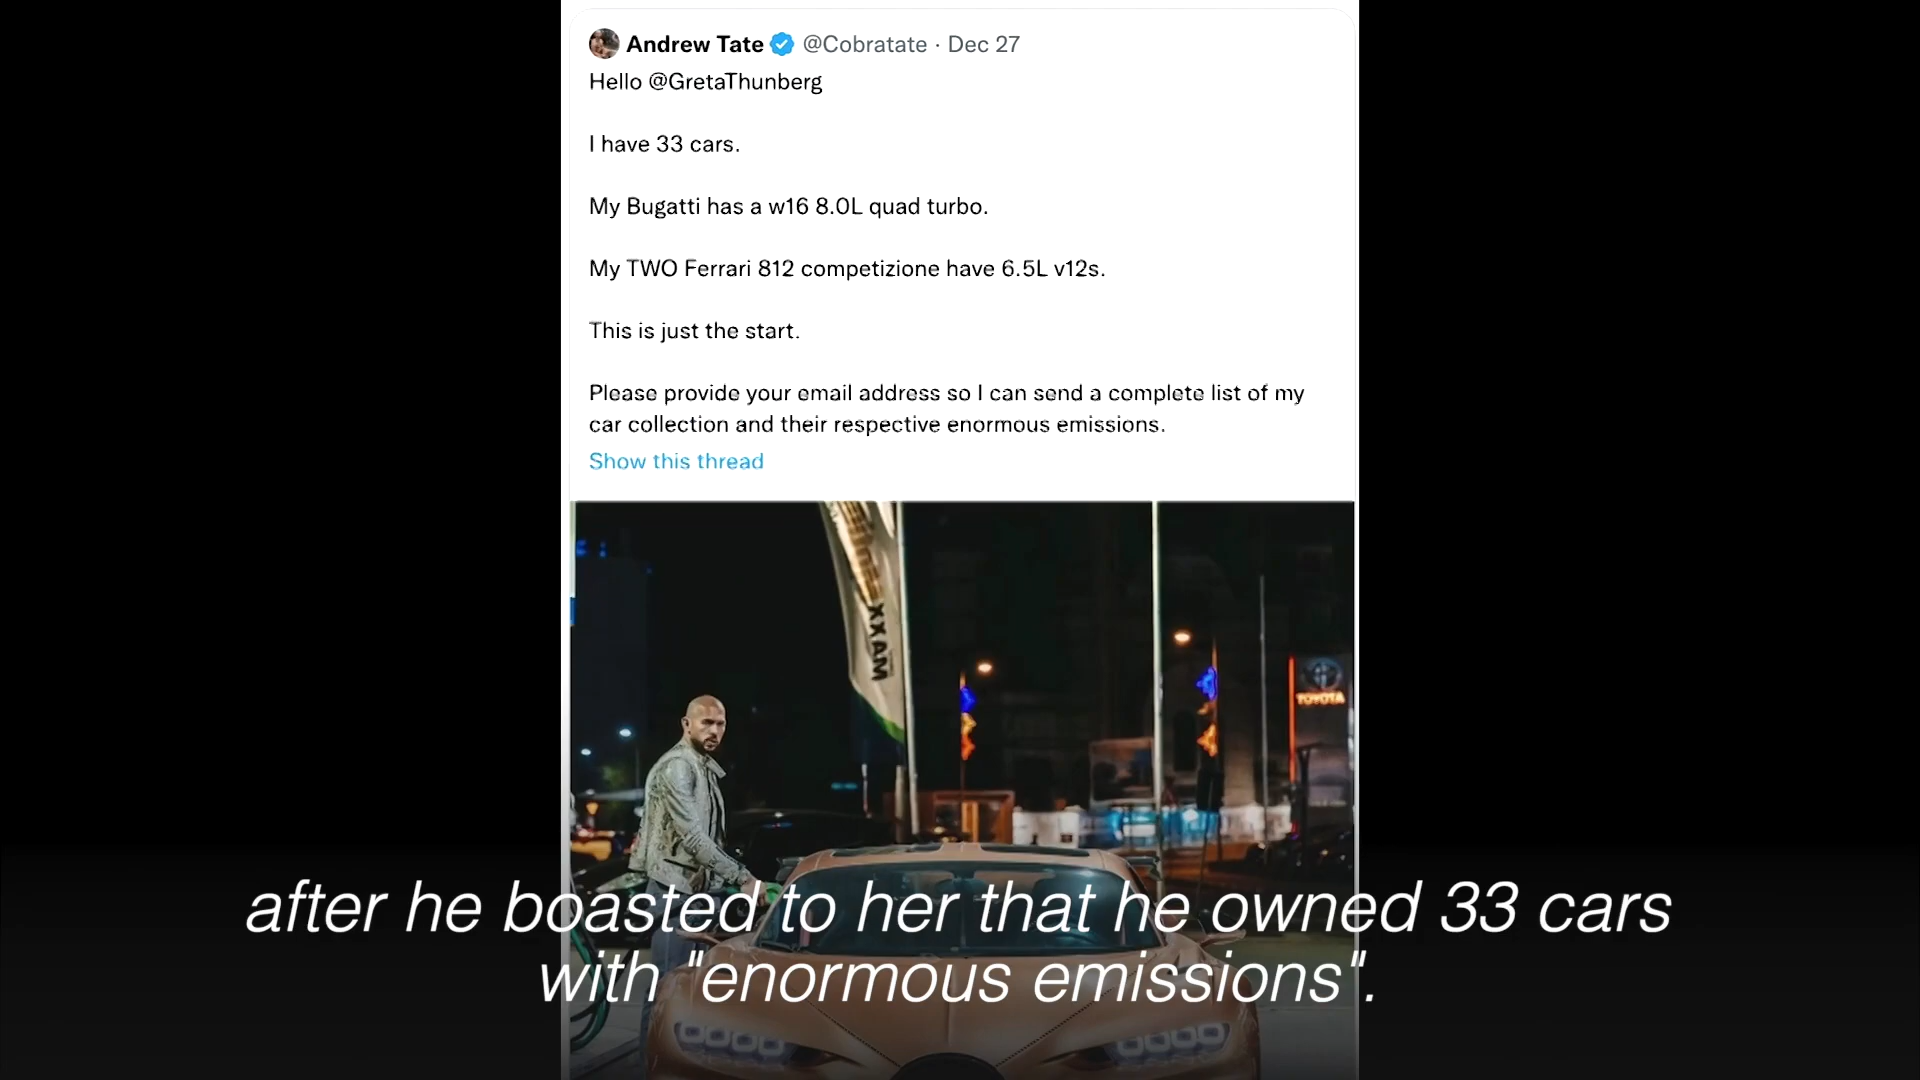 Andrew Tate @Cobratate · Dec 27
Hello @GretaThunberg
I have 33 cars.
My Bugatti has a w16 8.0L quad turbo.
My TWO Ferrari 812 competizione have 6.5L v12s.
This is just the start.
Please provide your email address so I can send a complete list of my
car collection and their respective enormous emissions.
Show this thread
MAXX
TOYOTA
after he boasted to her that he owned 33 cars
with "enormous emissions".